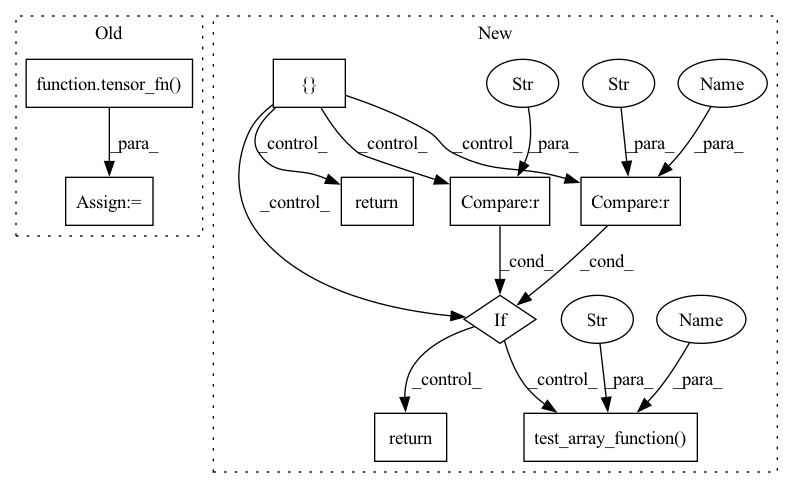 Old
New
function.tensor_fn()
{}
Str
Str
Name
_para_
_control_
_control_
_control_
_para_
_para_
_para_
Assign:=
return
Compare:r
Compare:r
_control_
_cond_
_cond_
If
Str
Name
_control_
_control_
_para_
_para_
return
test_array_function()